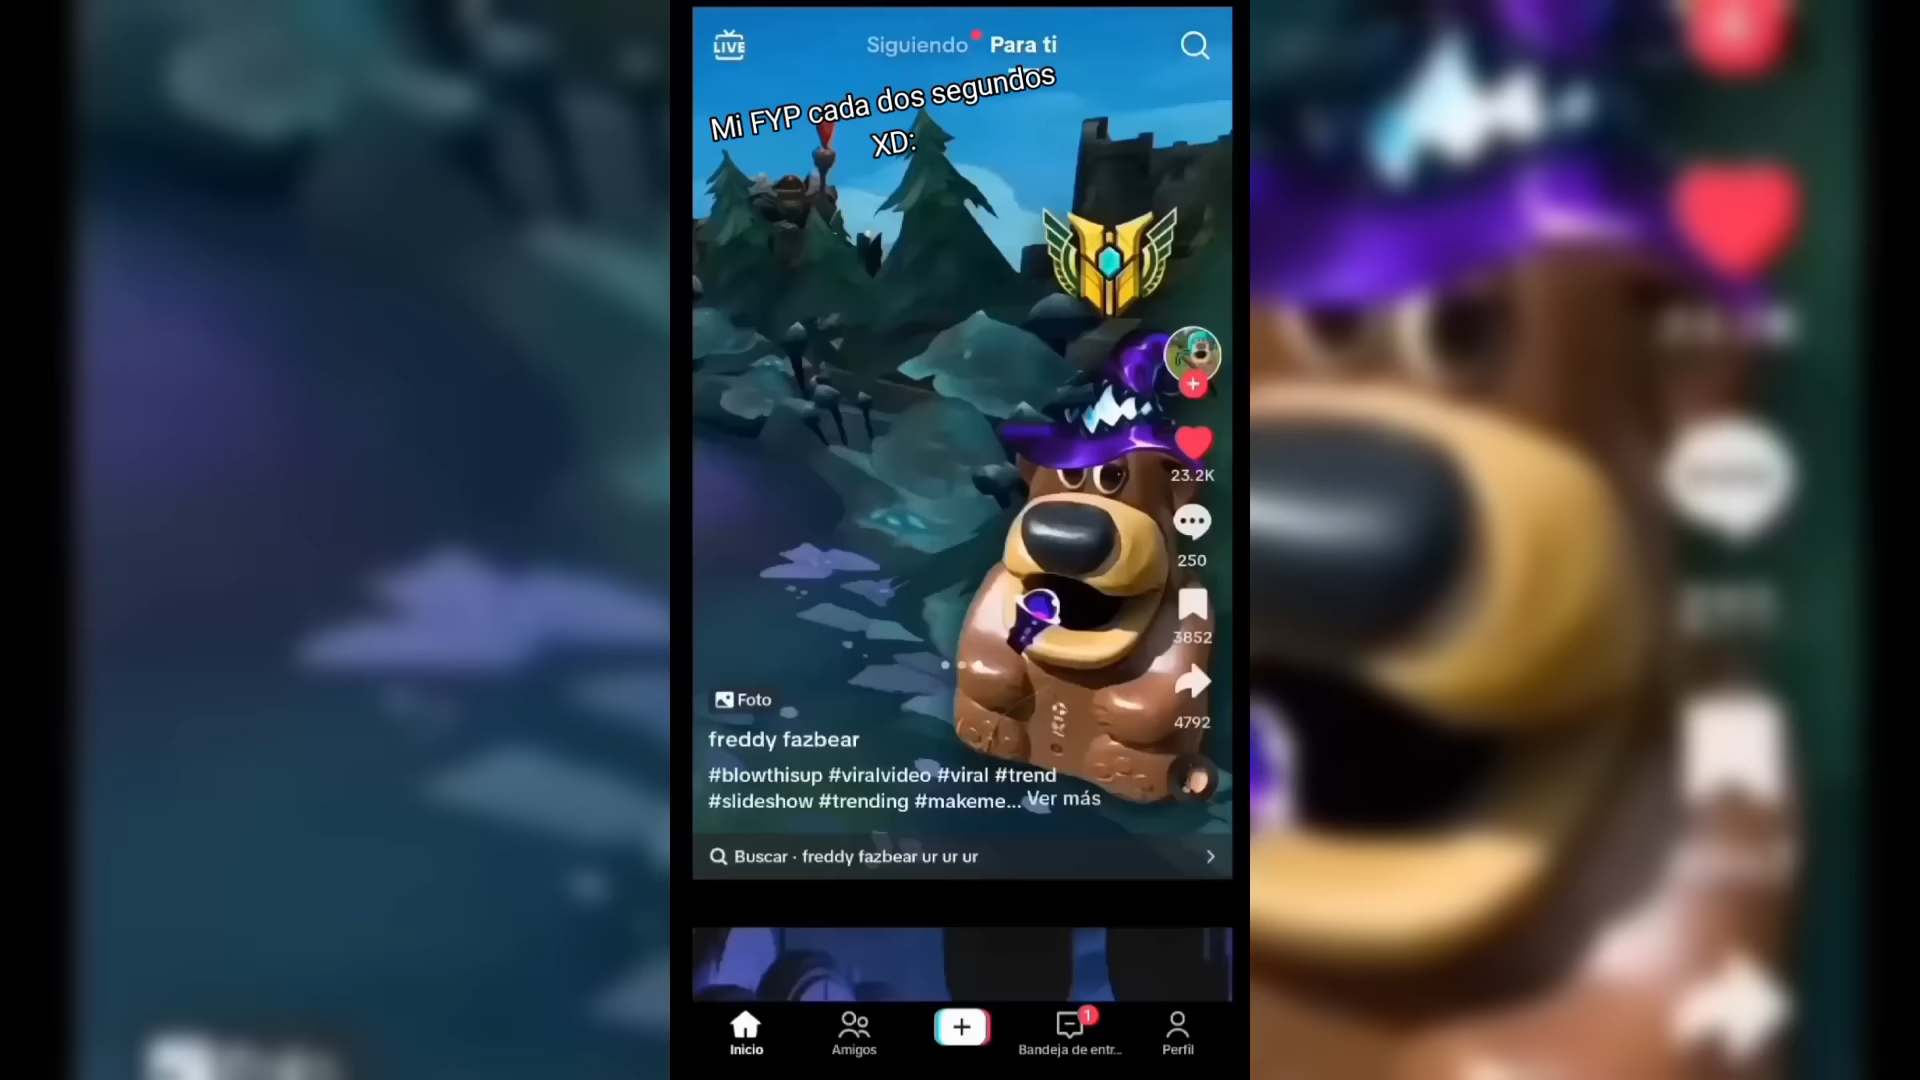 LIVE
Siguiendo
Para ti
Mi FYP cada dos segundos
XD:
23.2K
250
3852
4792
Foto
freddy fazbear
#blowthisup #viralvideo #viral #trend
#slideshow #trending #makeme... Ver más
Buscar · freddy fazbear ur ur ur
1
Inicio
Amigos
Bandeja de entr...
Perfil